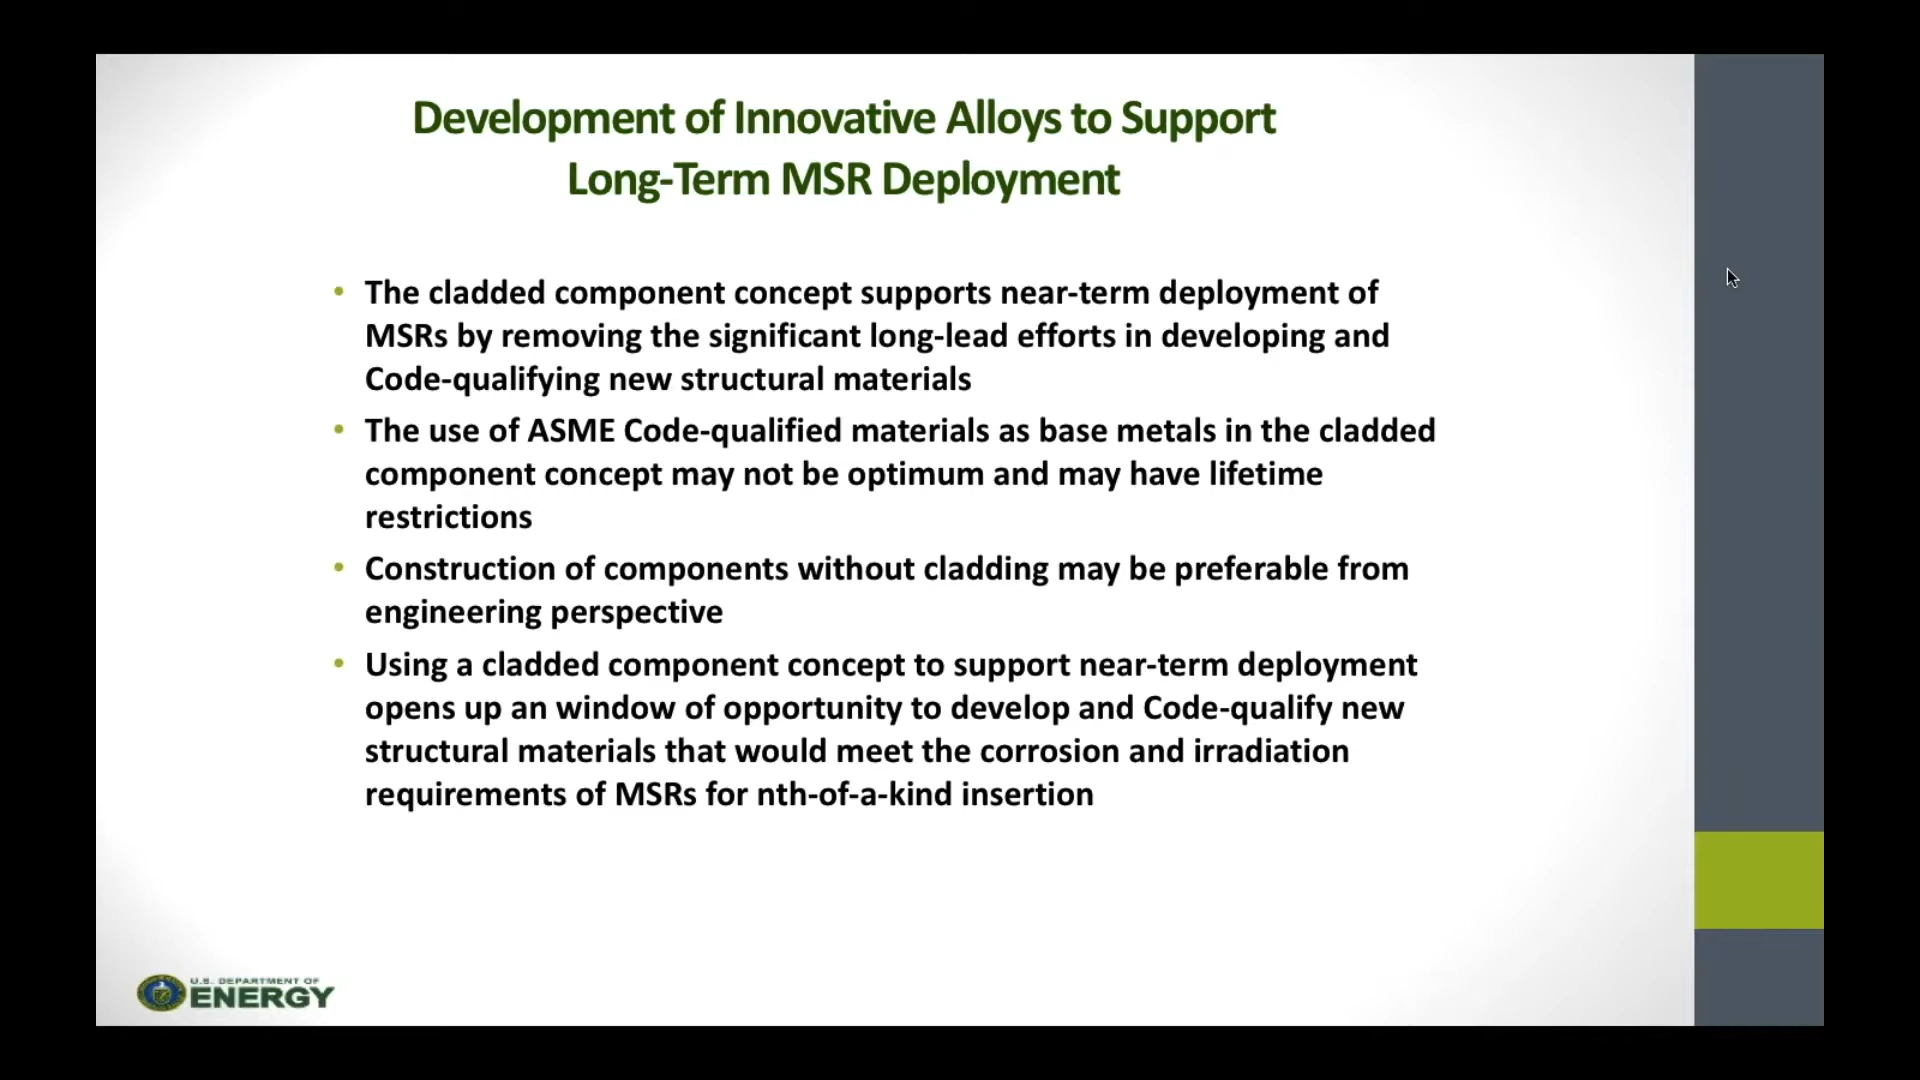 Development of Innovative Alloys to Support
Long-Term MSR Deployment
• The cladded component concept supports near-term deployment of
MSRs by removing the significant long-lead efforts in developing and
Code-qualifying new structural materials
• The use of ASME Code-qualified materials as base metals in the cladded
component concept may not be optimum and may have lifetime
restrictions
• Construction of components without cladding may be preferable from
engineering perspective
• Using a cladded component concept to support near-term deployment
opens up an window of opportunity to develop and Code-qualify new
structural materials that would meet the corrosion and irradiation
requirements of MSRs for nth-of-a-kind insertion
U.S. DEPARTMENT OF
ENERGY